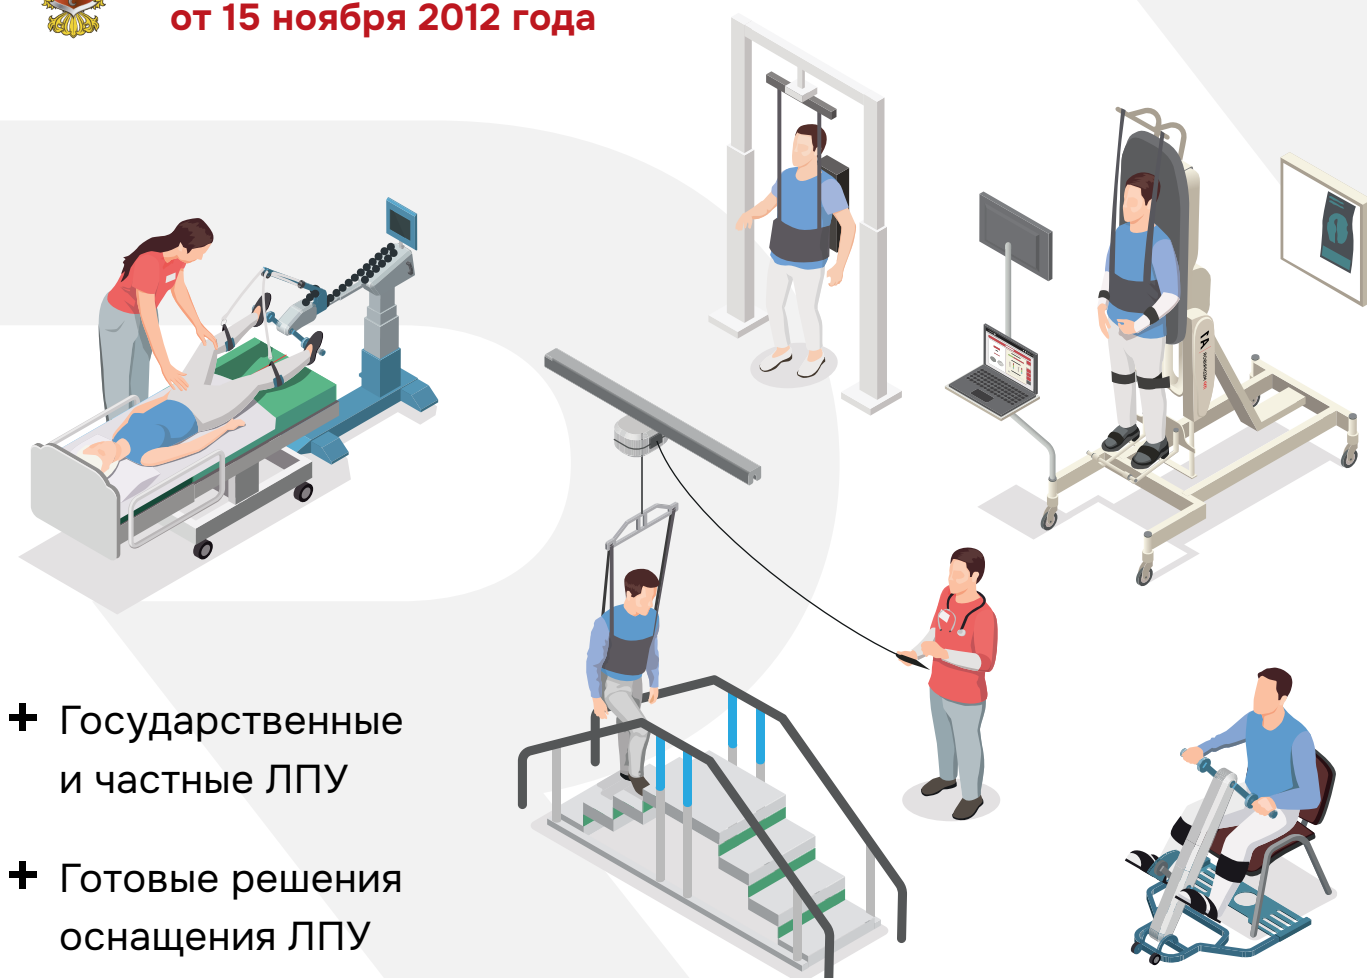 от 15 ноября 2012 года
+ Государственные
и частные ЛПУ
+ Готовые решения
оснащения ЛПУ